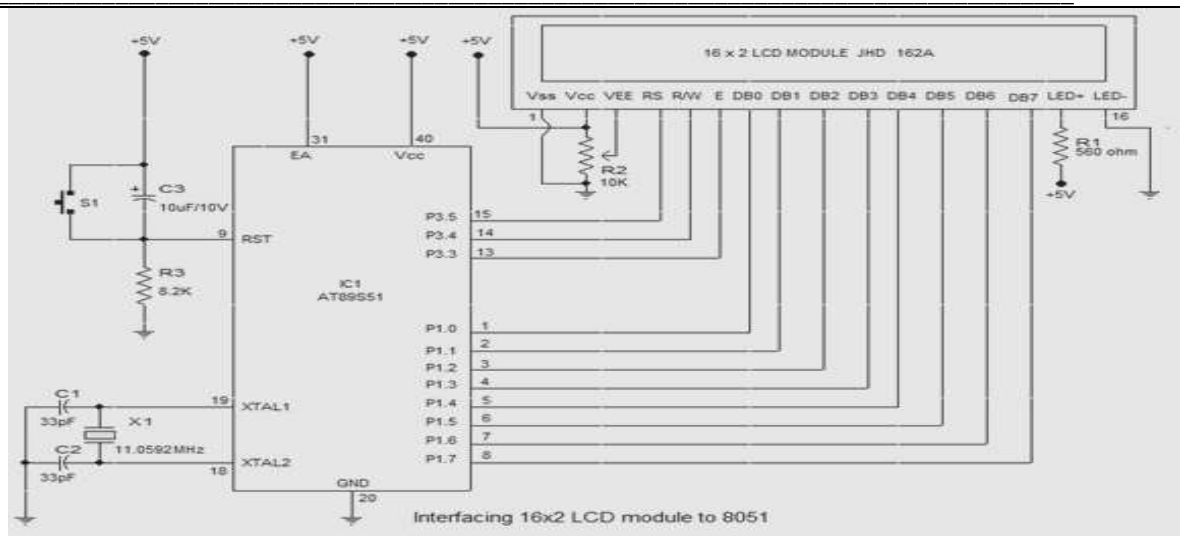 +5V +5V +5V +5V
16 x 2 LCD MODULE JHD 162A
Vss Vcc VEE RS R/W E DB0 DB1 DB2 DB3 DB4 DB5 DB6 DB7 LED+ LED-
1 16
31 40
EA Vcc
R1
560 ohm
+5V
R2
10K
S1
C3
+
10uF/10V
9 RST
R3
8.2K
IC1
AT89S51
P3.5 15
P3.4 14
P3.3 13
P1.0 1
P1.1 2
P1.2 3
P1.3 4
P1.4 5
P1.5 6
P1.6 7
P1.7 8
C1
33pF
19 XTAL1
X1
11.0592MHz
C2
33pF
18 XTAL2
GND
20
Interfacing 16x2 LCD module to 8051